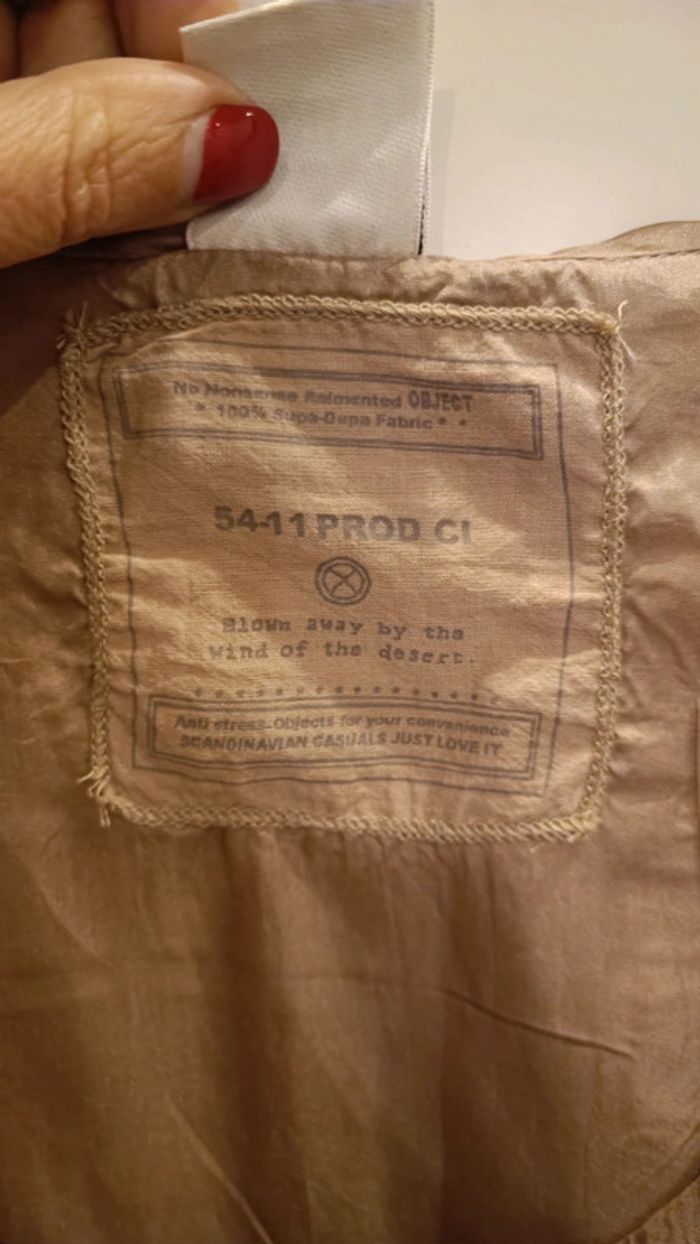 No Nonsense Raimented OBJECT
* 100% Supa-Dupa Fabric * *
54-11 PROD CI
Blown away by the
wind of the desert.
Anti stress. Objects for your convenience
SCANDINAVIAN CASUALS JUST LOVE IT